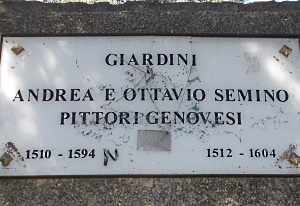 GIARDINI
ANDREA E OTTAVIO SEMINO
PITTORI GENOVESI
1510 - 1594 1512 - 1604